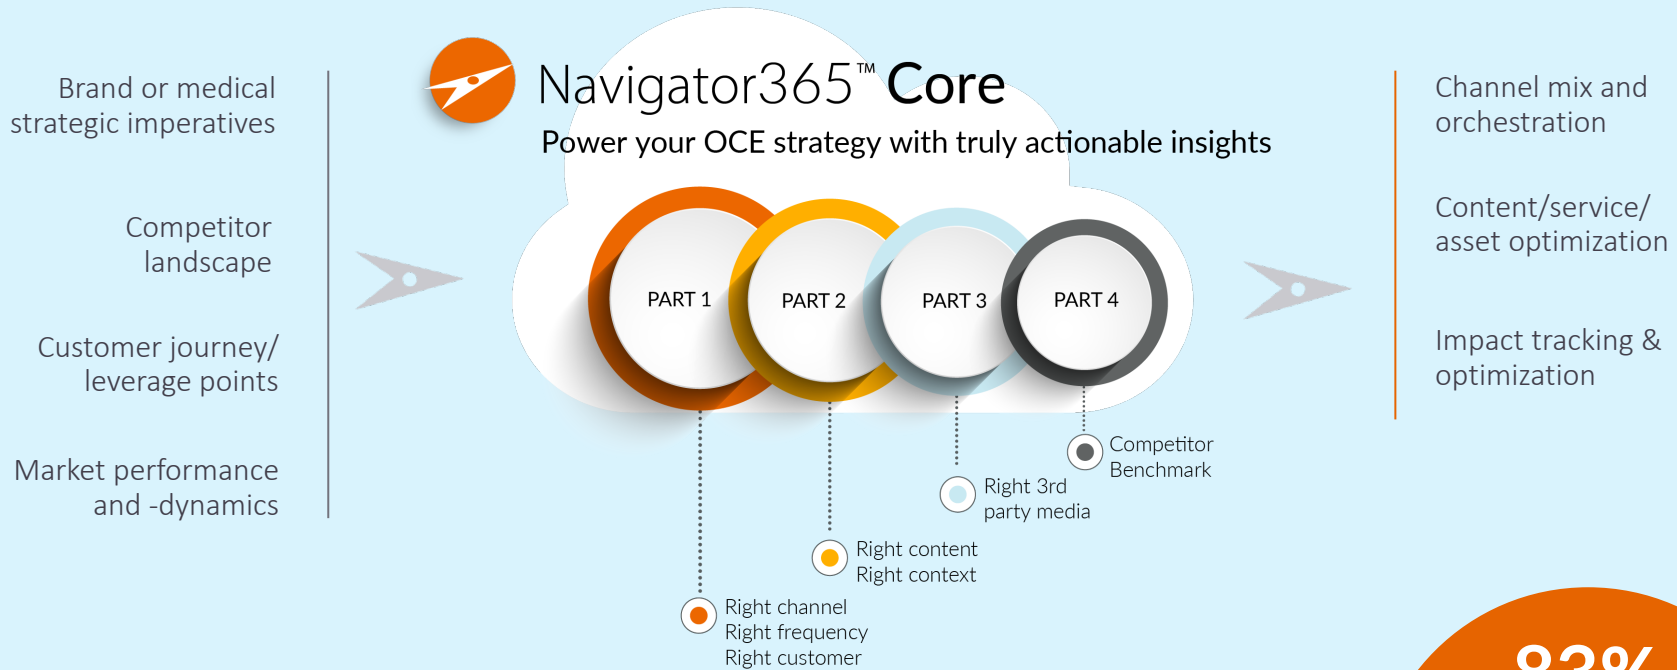 Brand or medical
strategic imperatives
Competitor
landscape
Customer journey/
leverage points
Market performance
and -dynamics
Navigator365™ Core
Power your OCE strategy with truly actionable insights
PART 1
PART 2
PART 3
PART 4
Competitor
Benchmark
Right 3rd
party media
Right content
Right context
Right channel
Right frequency
Right customer
Channel mix and
orchestration
Content/service/
asset optimization
Impact tracking &
optimization
83%